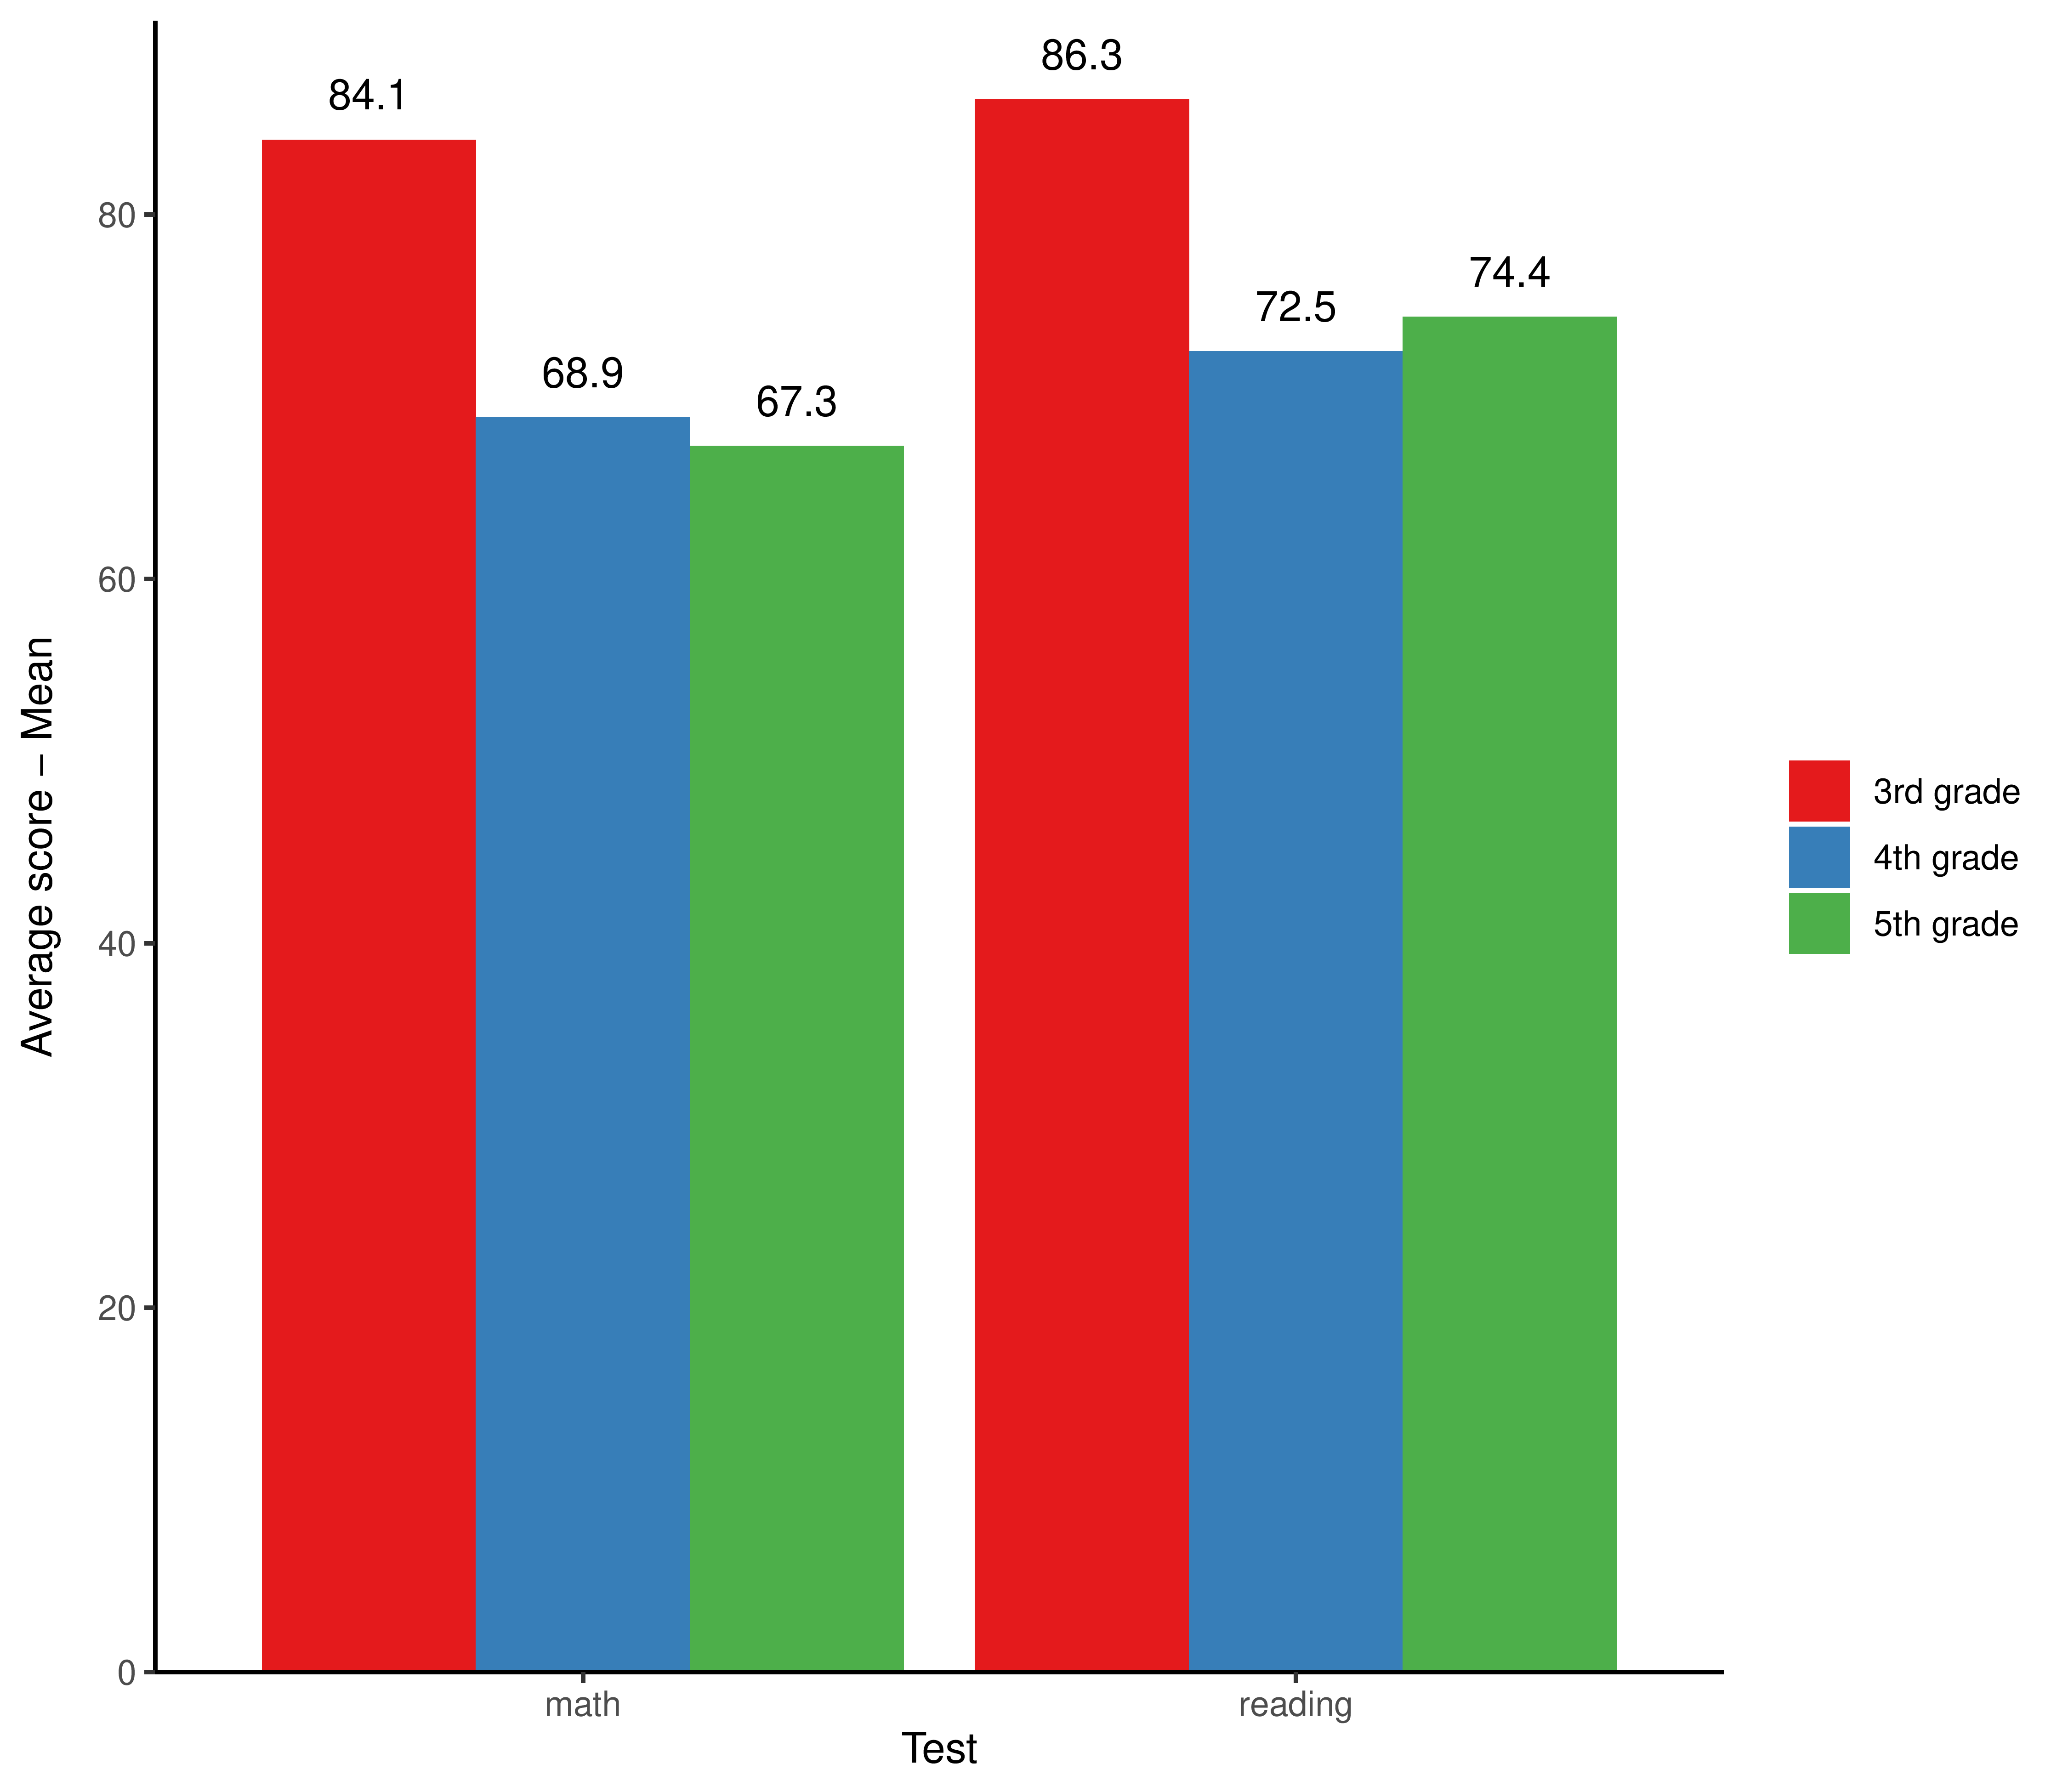 86.3
84.1
80
74.4
72.5
68.9
67.3
60
Average score – Mean
3rd grade
4th grade
5th grade
40
20
0
math reading
Test